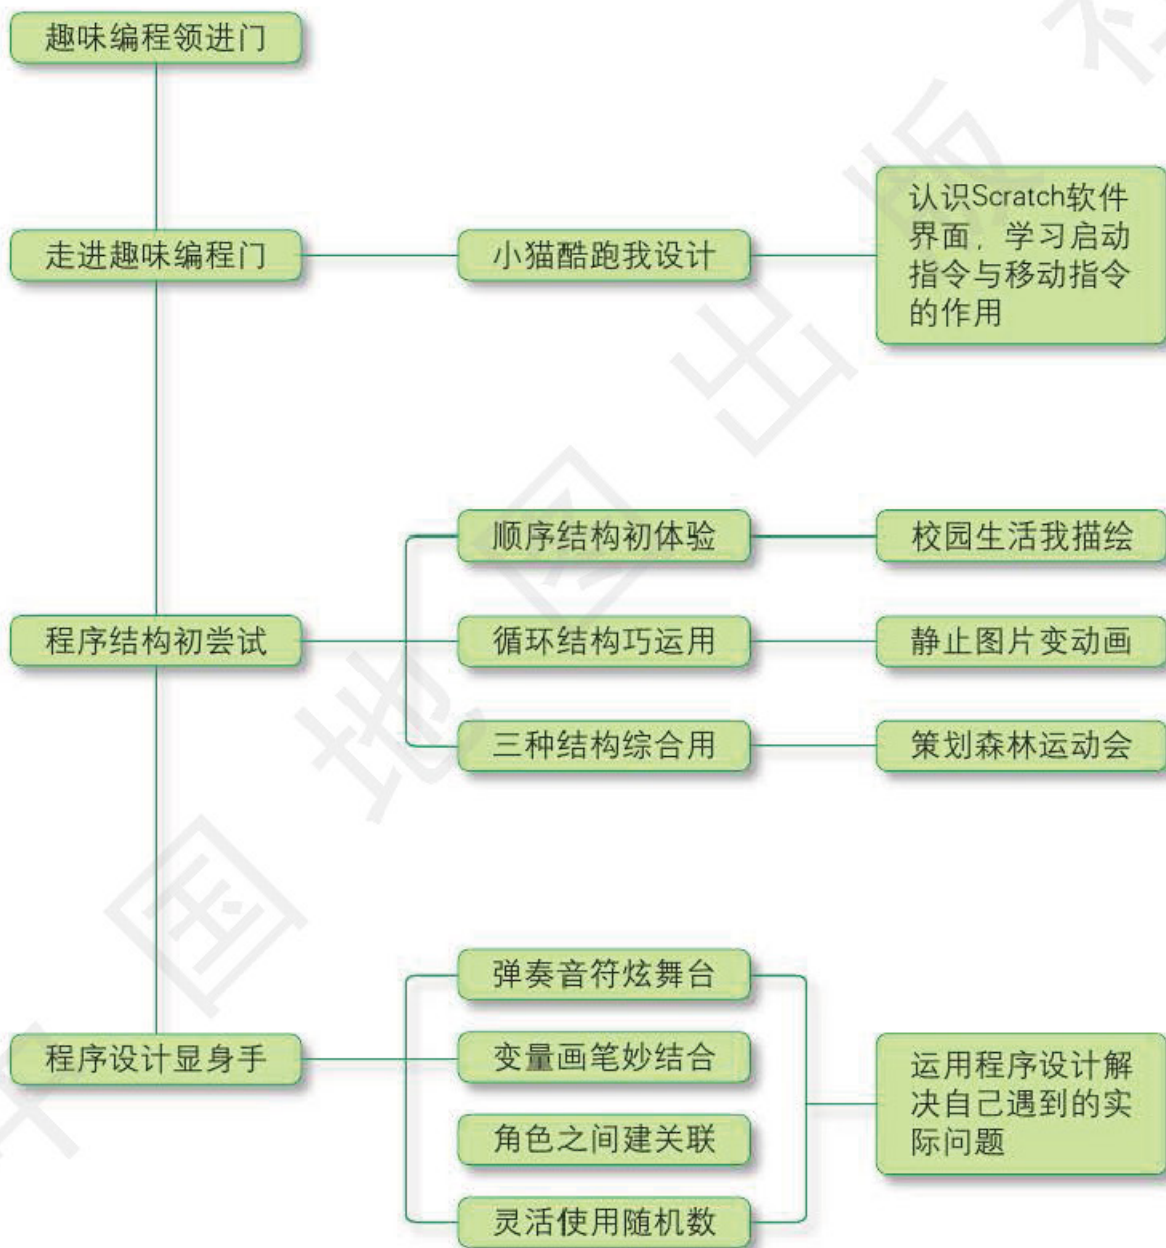 趣味编程领进门
走进趣味编程门
小猫酷跑我设计
认识Scratch软件
界面，学习启动
指令与移动指令
的作用
程序结构初尝试
顺序结构初体验
校园生活我描绘
循环结构巧运用
静止图片变动画
三种结构综合用
策划森林运动会
程序设计显身手
弹奏音符炫舞台
变量画笔妙结合
角色之间建关联
灵活使用随机数
运用程序设计解
决自己遇到的实
际问题
中国地图出版社